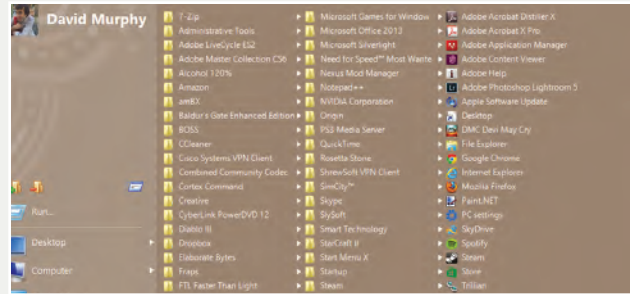 David Murphy
Run...
Desktop
Computer
7-Zip
Administrative Tools
Adobe LiveCycle ES2
Adobe Master Collection CS6
Alcohol 120%
Amazon
amBX
Baldur's Gate Enhanced Edition
BOSS
CCleaner
Cisco Systems VPN Client
Combined Community Codec
Cortex Command
Creative
CyberLink PowerDVD 12
Diablo III
Dropbox
Elaborate Bytes
Fraps
FTL Faster Than Light
Microsoft Games for Window
Microsoft Office 2013
Microsoft Silverlight
Need for Speed™ Most Wante
Nexus Mod Manager
Notepad++
NVIDIA Corporation
Origin
PS3 Media Server
QuickTime
Rosetta Stone
ShrewSoft VPN Client
SimCity™
Skype
SlySoft
Smart Technology
StarCraft II
Start Menu X
Startup
Steam
Adobe Acrobat Distiller X
Adobe Acrobat X Pro
Adobe Application Manager
Adobe Content Viewer
Adobe Help
Adobe Photoshop Lightroom 5
Apple Software Update
Desktop
DMC Devi May Cry
File Explorer
Google Chrome
Internet Explorer
Mozilla Firefox
Paint.NET
PC settings
SkyDrive
Spotify
Steam
Store
Trillian